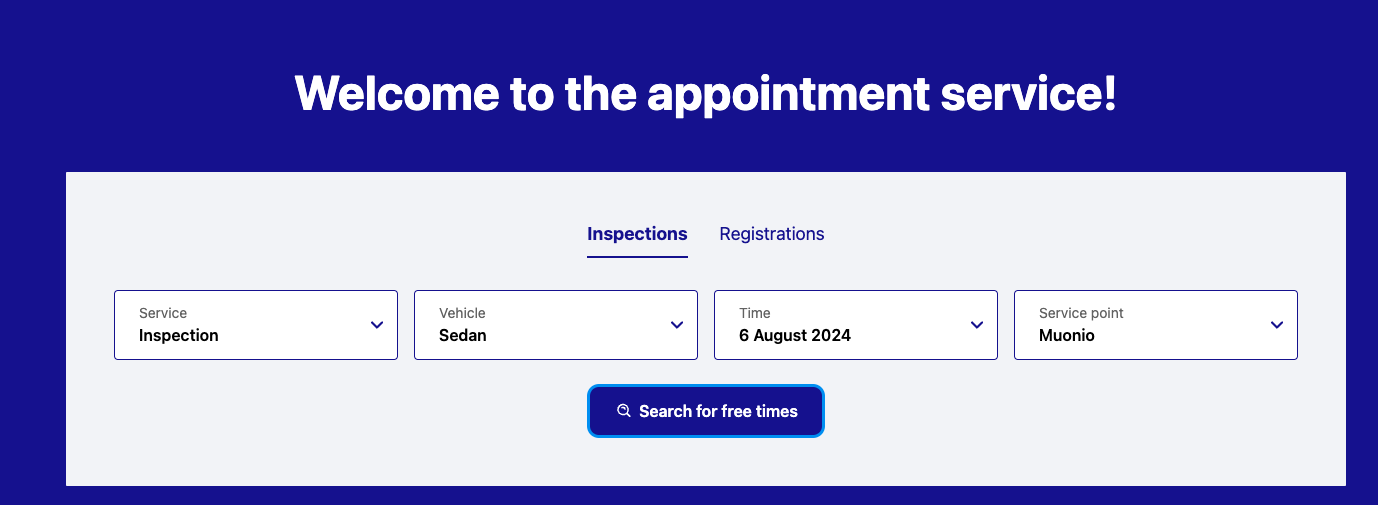 Welcome to the appointment service!
Inspections Registrations
Service
Inspection
Vehicle
Sedan
Time
6 August 2024
Service point
Muonio
Search for free times